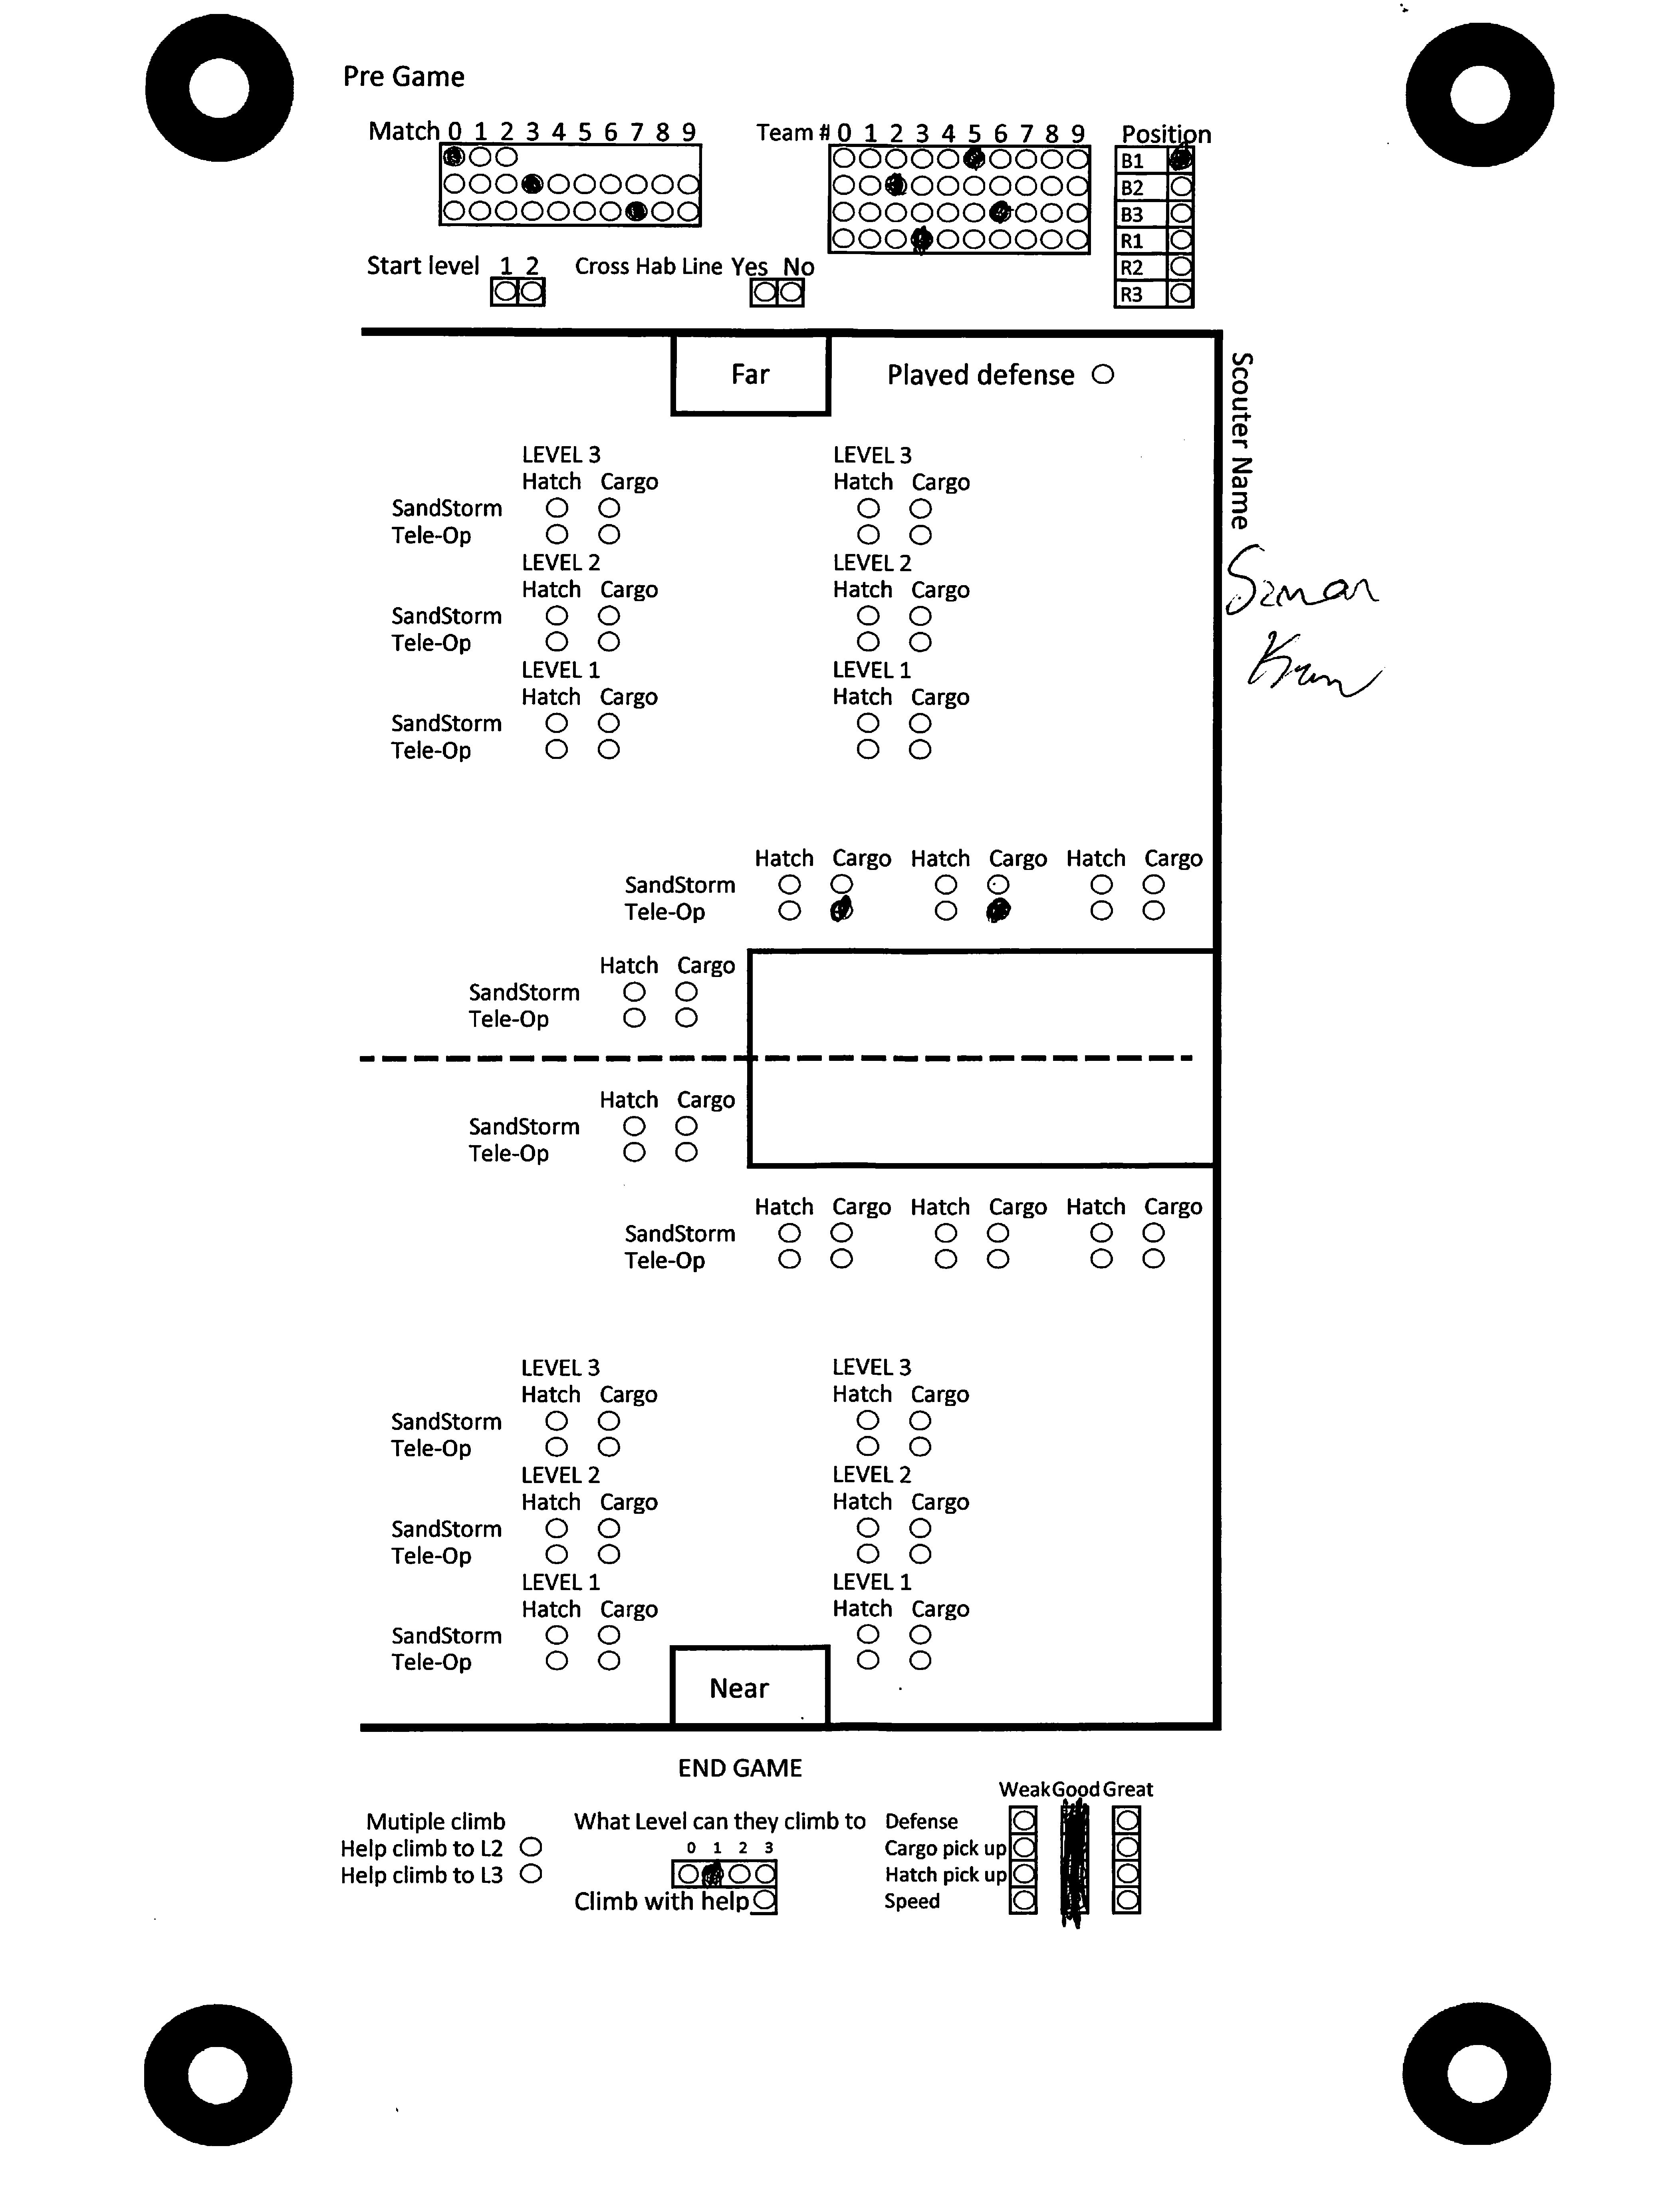 Pre Game
Match 0 1 2 3 4 5 6 7 8 9
Team # 0 1 2 3 4 5 6 7 8 9
Position
B1
B2
B3
R1
R2
R3
Start level 1 2
Cross Hab Line Yes No
Far
Played defense
Scouter Name
LEVEL 3 LEVEL 3
Hatch Cargo Hatch Cargo
SandStorm
Tele-Op
LEVEL 2 LEVEL 2
Hatch Cargo Hatch Cargo
SandStorm
Tele-Op
LEVEL 1 LEVEL 1
Hatch Cargo Hatch Cargo
SandStorm
Tele-Op
Hatch Cargo Hatch Cargo Hatch Cargo
SandStorm
Tele-Op
Hatch Cargo
SandStorm
Tele-Op
Hatch Cargo
SandStorm
Tele-Op
Hatch Cargo Hatch Cargo Hatch Cargo
SandStorm
Tele-Op
LEVEL 3 LEVEL 3
Hatch Cargo Hatch Cargo
SandStorm
Tele-Op
LEVEL 2 LEVEL 2
Hatch Cargo Hatch Cargo
SandStorm
Tele-Op
LEVEL 1 LEVEL 1
Hatch Cargo Hatch Cargo
SandStorm
Tele-Op
Near
END GAME
Mutiple climb
Help climb to L2
Help climb to L3
What Level can they climb to
0 1 2 3
Climb with help
Weak Good Great
Defense
Cargo pick up
Hatch pick up
Speed